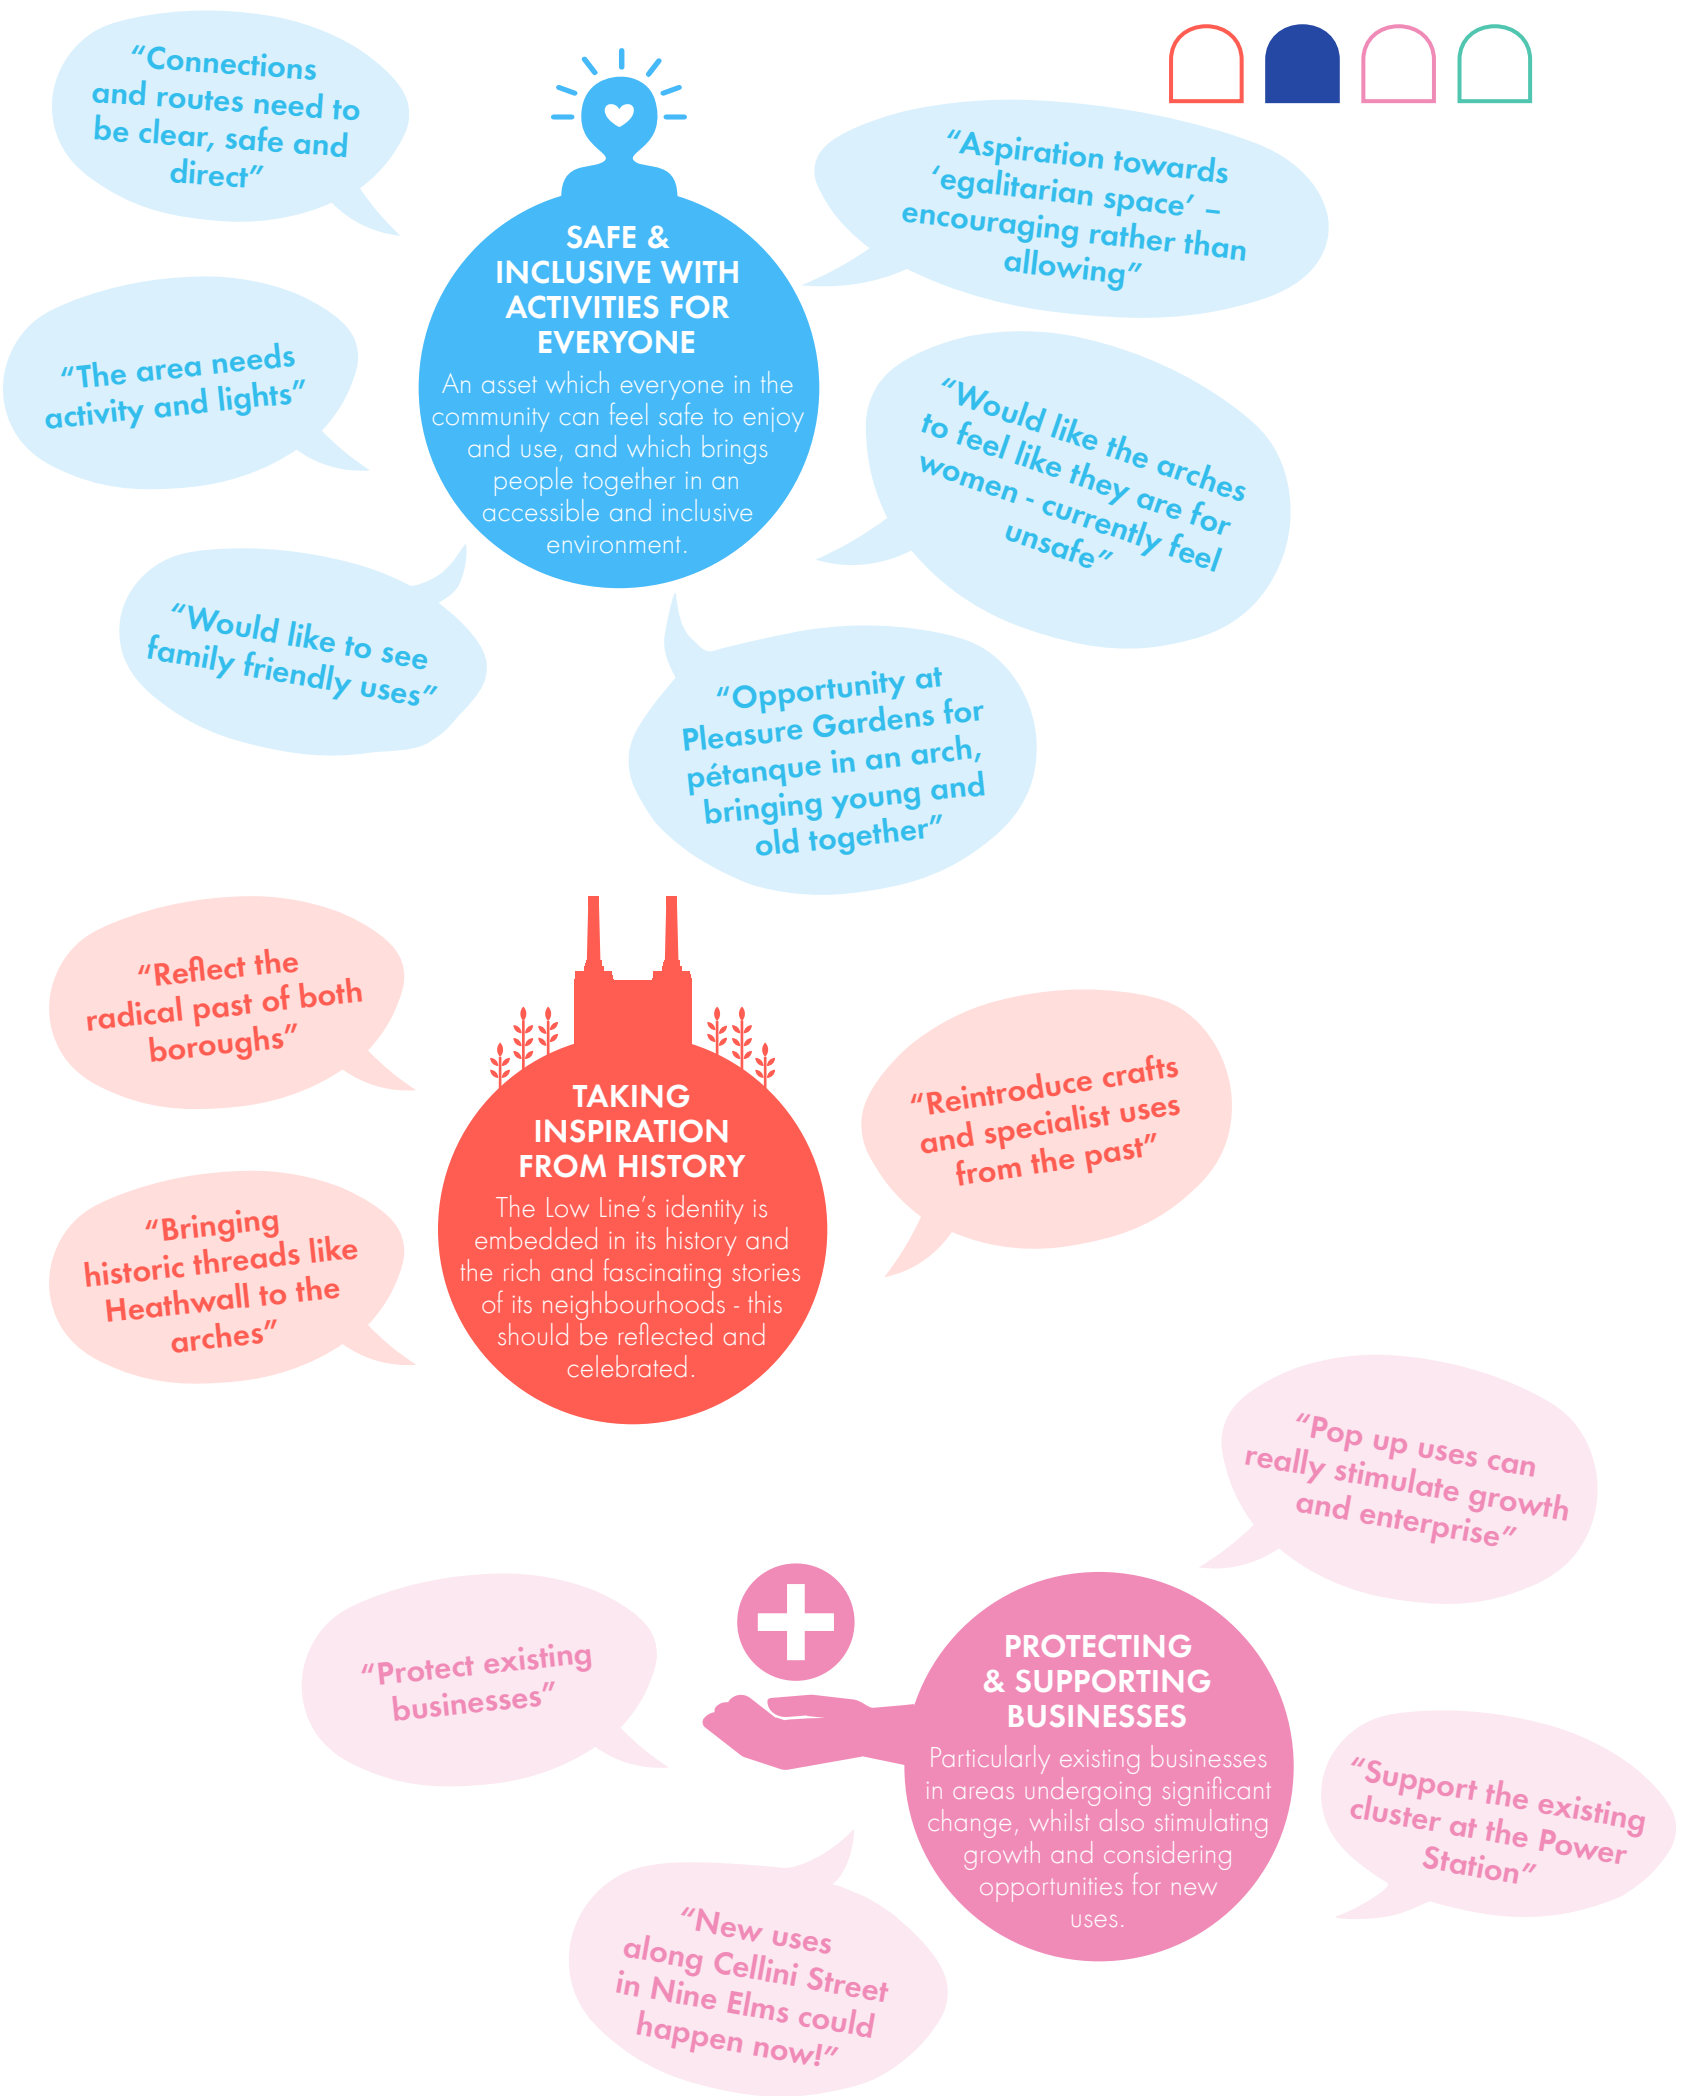 “Connections
and routes need to
be clear, safe and
direct”
“Aspiration towards
‘egalitarian space’ –
encouraging rather than
allowing”
SAFE &
INCLUSIVE WITH
ACTIVITIES FOR
EVERYONE
An asset which everyone in the
community can feel safe to enjoy
and use, and which brings
people together in an
accessible and inclusive
environment.
“The area needs
activity and lights”
“Would like the arches
to feel like they are for
women - currently feel
unsafe”
“Would like to see
family friendly uses”
“Opportunity at
Pleasure Gardens for
pétanque in an arch,
bringing young and
old together”
“Reflect the
radical past of both
boroughs”
TAKING
INSPIRATION
FROM HISTORY
The Low Line’s identity is
embedded in its history and
the rich and fascinating stories
of its neighbourhoods - this
should be reflected and
celebrated.
“Reintroduce crafts
and specialist uses
from the past”
“Bringing
historic threads like
Heathwall to the
arches”
“Pop up uses can
really stimulate growth
and enterprise”
“Protect existing
businesses”
PROTECTING
& SUPPORTING
BUSINESSES
Particularly existing businesses
in areas undergoing significant
change, whilst also stimulating
growth and considering
opportunities for new
uses.
“Support the existing
cluster at the Power
Station”
“New uses
along Cellini Street
in Nine Elms could
happen now!”